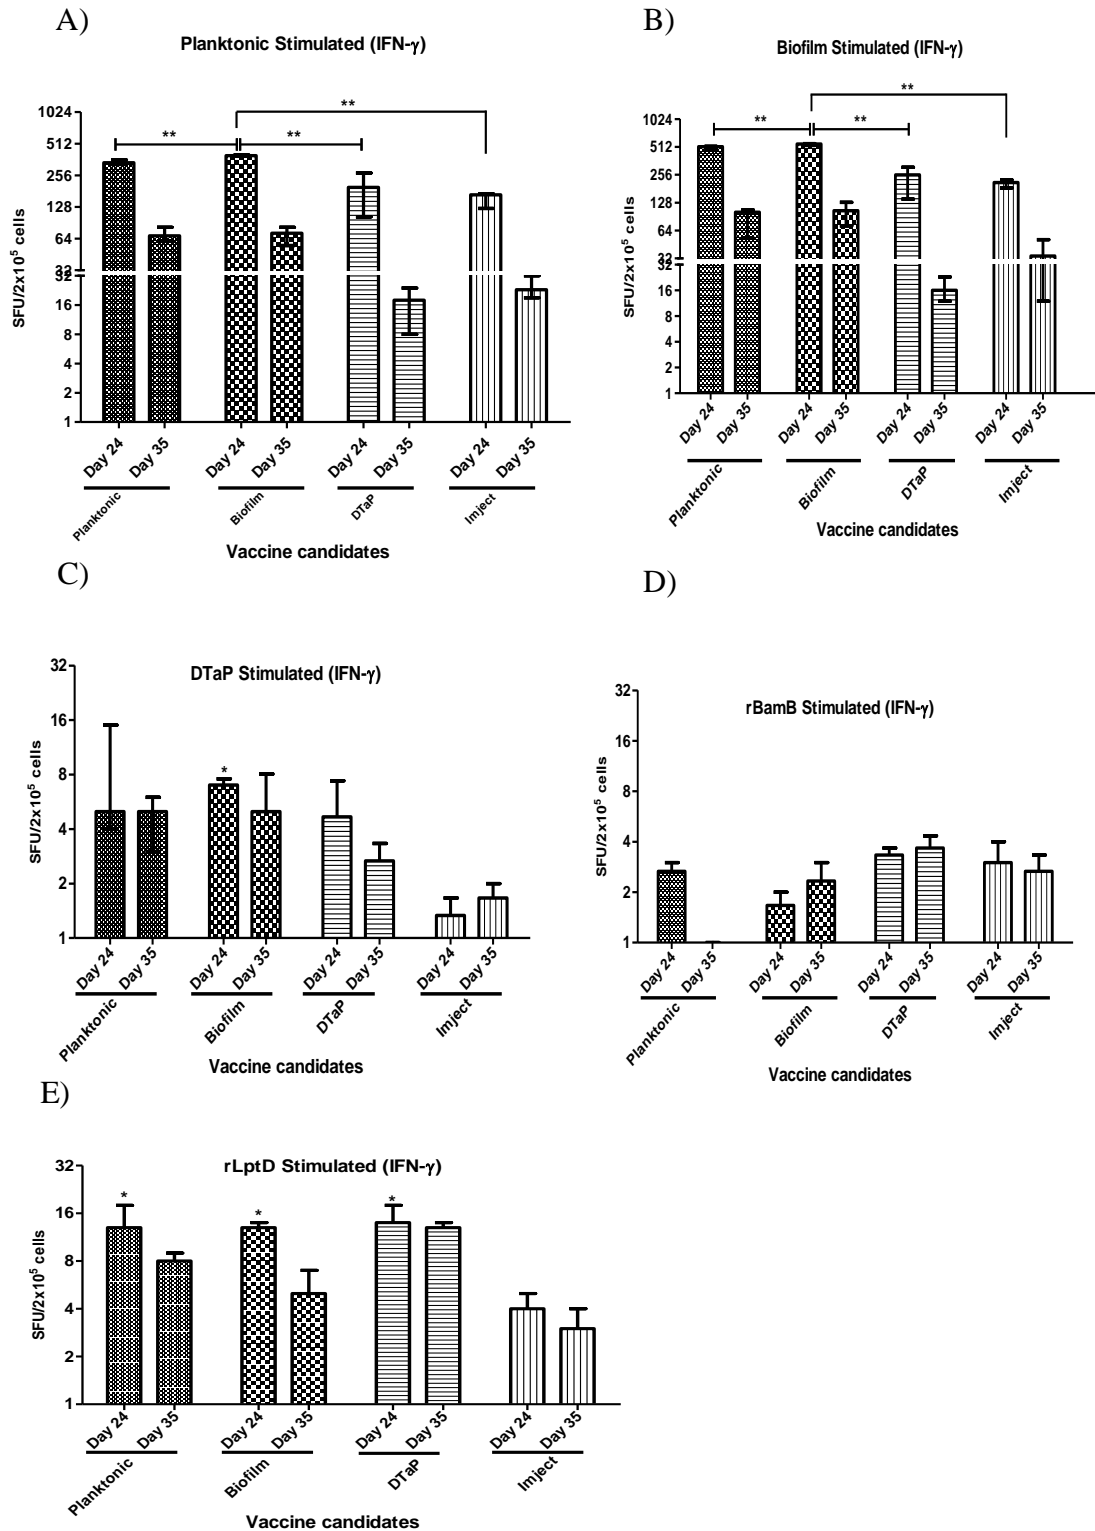 A)
Planktonic Stimulated (IFN-γ)
1024
512
256
128
64
32
32
16
8
4
2
1
SFU/2x10⁵ cells
**
**
**
Day 24
Day 35
Day 24
Day 35
Day 24
Day 35
Day 24
Day 35
Planktonic
Biofilm
DTaP
Imject
Vaccine candidates
B)
Biofilm Stimulated (IFN-γ)
1024
512
256
128
64
32
32
16
8
4
2
1
SFU/2x10⁵ cells
**
**
**
Day 24
Day 35
Day 24
Day 35
Day 24
Day 35
Day 24
Day 35
Planktonic
Biofilm
DTaP
Imject
Vaccine candidates
C)
DTaP Stimulated (IFN-γ)
32
16
8
4
2
1
SFU/2x10⁵ cells
*
Day 24
Day 35
Day 24
Day 35
Day 24
Day 35
Day 24
Day 35
Planktonic
Biofilm
DTaP
Imject
Vaccine candidates
D)
rBamB Stimulated (IFN-γ)
32
16
8
4
2
1
SFU/2x10⁵ cells
Day 24
Day 35
Day 24
Day 35
Day 24
Day 35
Day 24
Day 35
Planktonic
Biofilm
DTaP
Imject
Vaccine candidates
E)
rLptD Stimulated (IFN-γ)
32
16
8
4
2
1
SFU/2x10⁵ cells
*
*
*
Day 24
Day 35
Day 24
Day 35
Day 24
Day 35
Day 24
Day 35
Planktonic
Biofilm
DTaP
Imject
Vaccine candidates